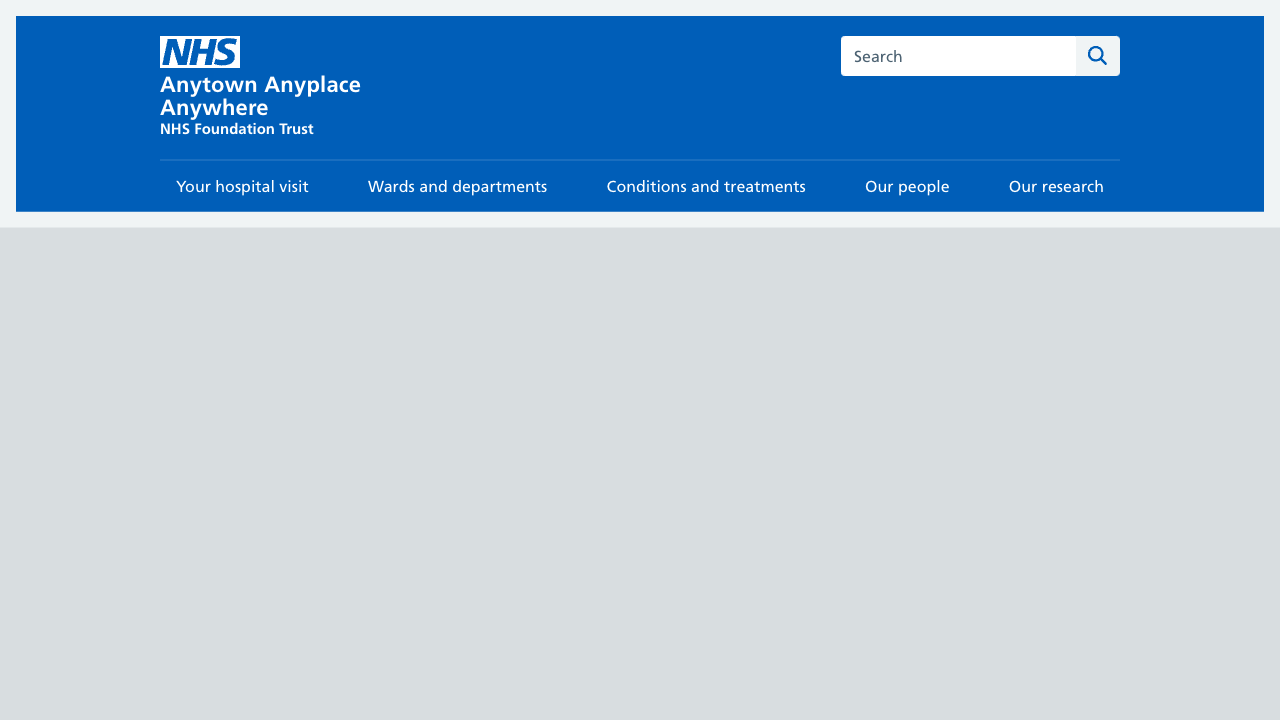 NHS
Search
Anytown Anyplace
Anywhere
NHS Foundation Trust
Your hospital visit
Wards and departments
Conditions and treatments
Our people
Our research